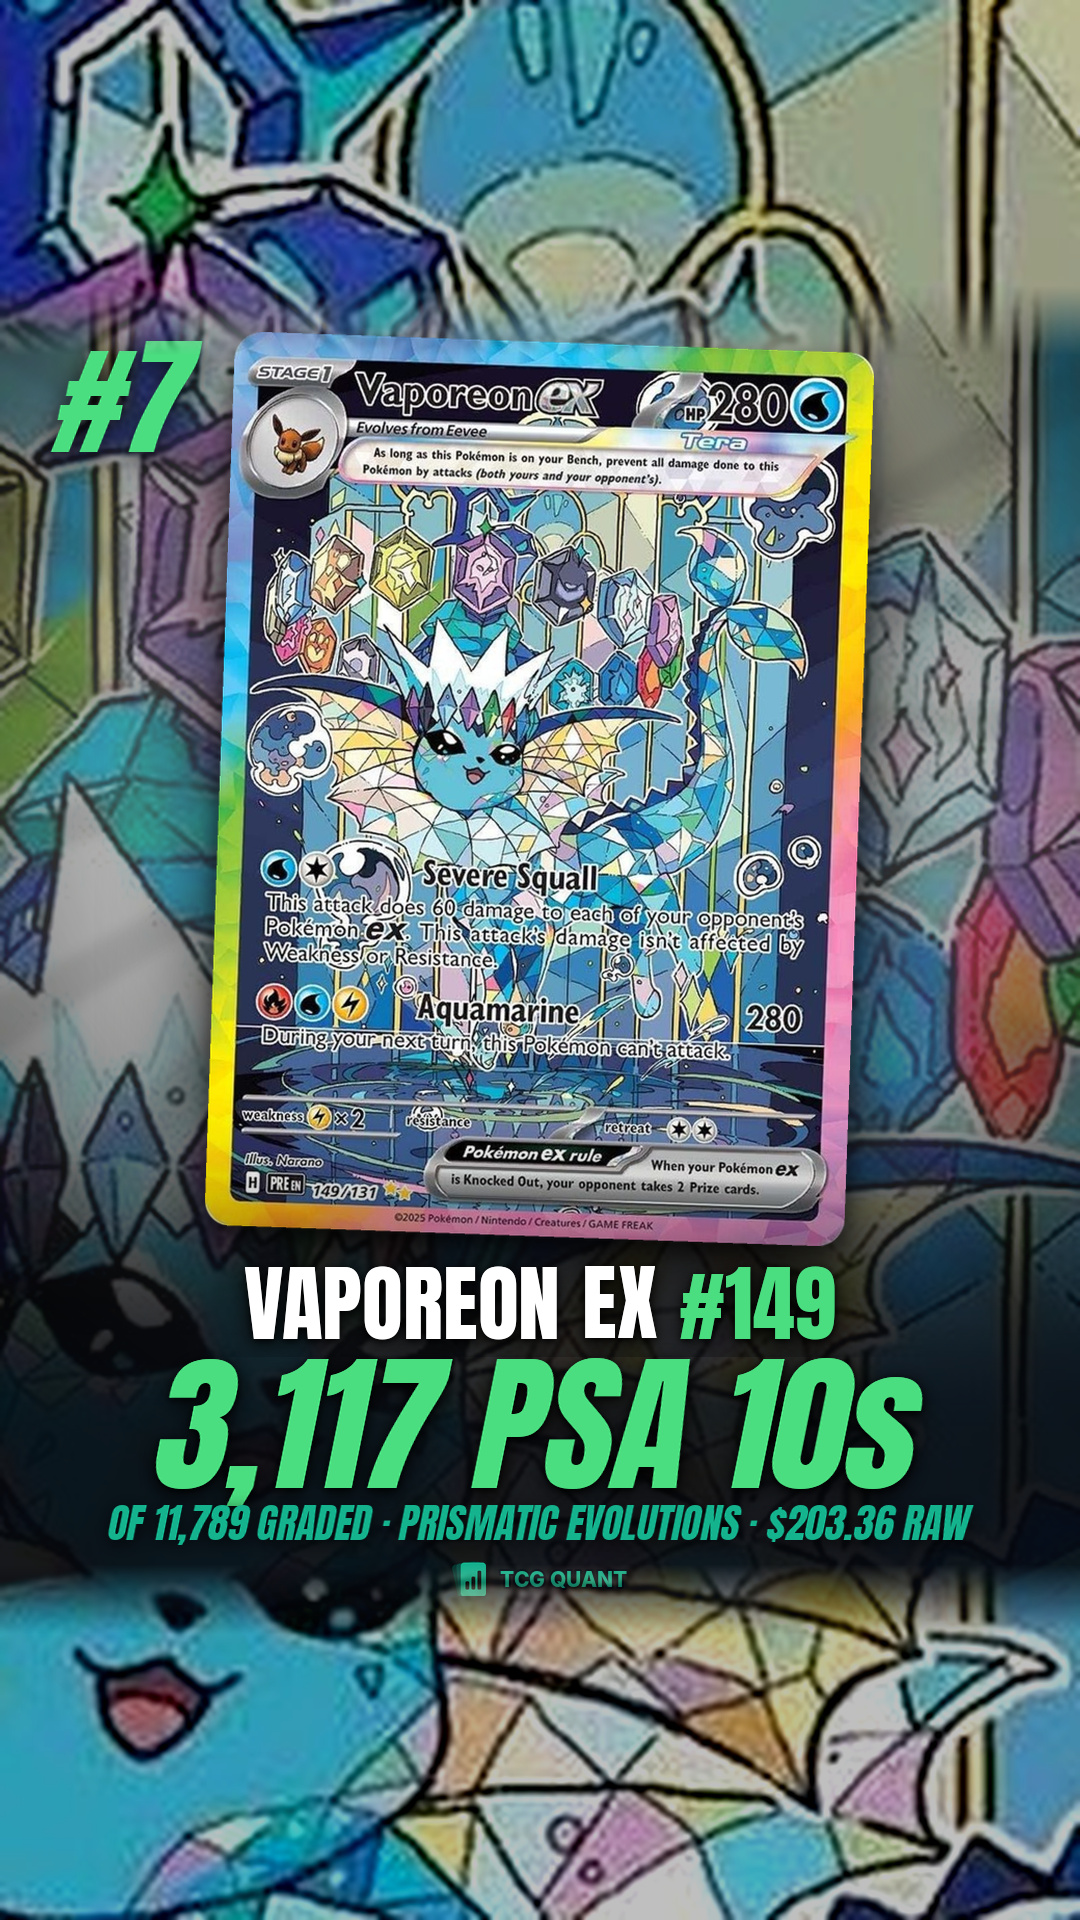 #7
STAGE1
Vaporeon ex
HP 280
Evolves from Eevee
Tera
As long as this Pokémon is on your Bench, prevent all damage done to this
Pokémon by attacks (both yours and your opponent's).
Severe Squall
This attack does 60 damage to each of your opponent's
Pokémon ex. This attack's damage isn't affected by
Weakness or Resistance.
Aquamarine 280
During your next turn, this Pokémon can't attack.
weakness ×2 resistance retreat
Pokémon ex rule
When your Pokémon ex
is Knocked Out, your opponent takes 2 Prize cards.
Illus. Narano
H PRE EN 149/131
©2025 Pokémon / Nintendo / Creatures / GAME FREAK
VAPOREON EX #149
3,117 PSA 10s
OF 11,789 GRADED · PRISMATIC EVOLUTIONS · $203.36 RAW
TCG QUANT